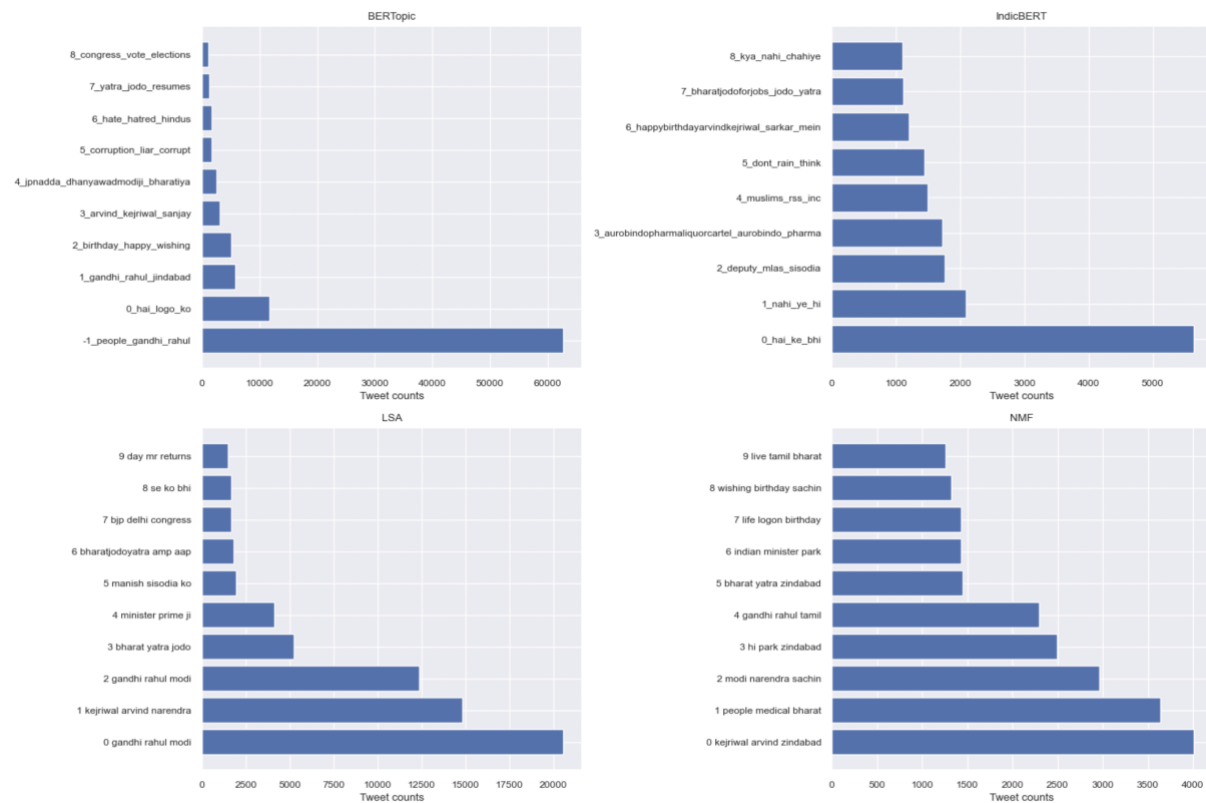 BERTopic
8_congress_vote_elections
7_yatra_jodo_resumes
6_hate_hatred_hindus
5_corruption_liar_corrupt
4_jpnadda_dhanyawadmodiji_bharatiya
3_arvind_kejriwal_sanjay
2_birthday_happy_wishing
1_gandhi_rahul_jindabad
0_hai_logo_ko
-1_people_gandhi_rahul
0 10000 20000 30000 40000 50000 60000
Tweet counts
IndicBERT
8_kya_nahi_chahiye
7_bharatjodoforjobs_jodo_yatra
6_happybirthdayarvindkejriwal_sarkar_mein
5_dont_rain_think
4_muslims_rss_inc
3_aurobindopharmaliquorcartel_aurobindo_pharma
2_deputy_mlas_sisodia
1_nahi_ye_hi
0_hai_ke_bhi
0 1000 2000 3000 4000 5000
Tweet counts
LSA
9 day mr returns
8 se ko bhi
7 bjp delhi congress
6 bharatjodoyatra amp aap
5 manish sisodia ko
4 minister prime ji
3 bharat yatra jodo
2 gandhi rahul modi
1 kejriwal arvind narendra
0 gandhi rahul modi
0 2500 5000 7500 10000 12500 15000 17500 20000
Tweet counts
NMF
9 live tamil bharat
8 wishing birthday sachin
7 life logon birthday
6 indian minister park
5 bharat yatra zindabad
4 gandhi rahul tamil
3 hi park zindabad
2 modi narendra sachin
1 people medical bharat
0 kejriwal arvind zindabad
0 500 1000 1500 2000 2500 3000 3500 4000
Tweet counts